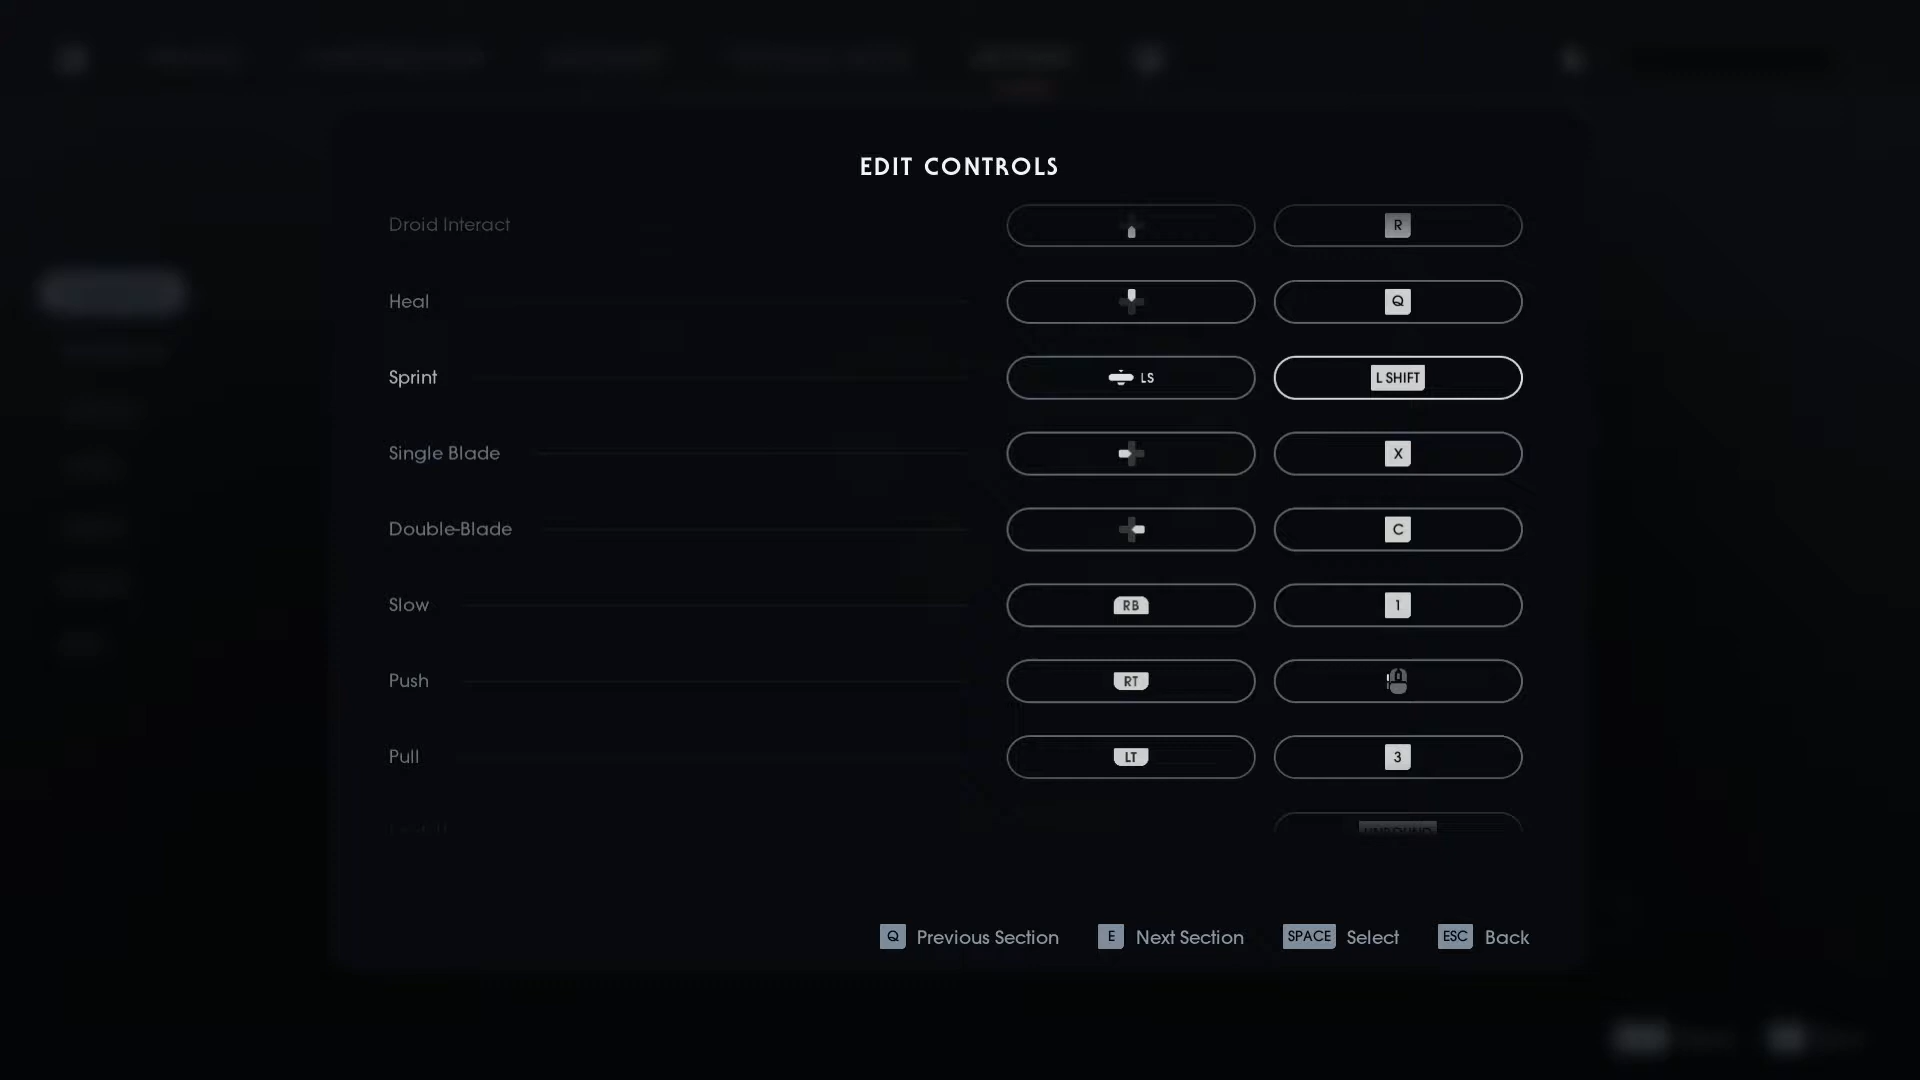 EDIT CONTROLS
Droid Interact R
Heal Q
Sprint LS L SHIFT
Single Blade X
Double-Blade C
Slow RB 1
Push RT
Pull LT 3
UNBOUND
Q Previous Section E Next Section SPACE Select ESC Back